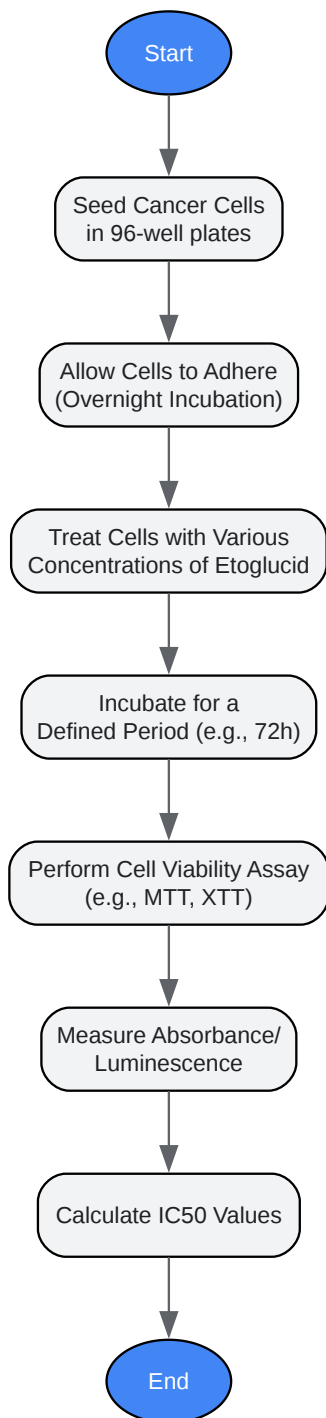 Start
Seed Cancer Cells
in 96-well plates
Allow Cells to Adhere
(Overnight Incubation)
Treat Cells with Various
Concentrations of Etoglucid
Incubate for a
Defined Period (e.g., 72h)
Perform Cell Viability Assay
(e.g., MTT, XTT)
Measure Absorbance/
Luminescence
Calculate IC50 Values
End